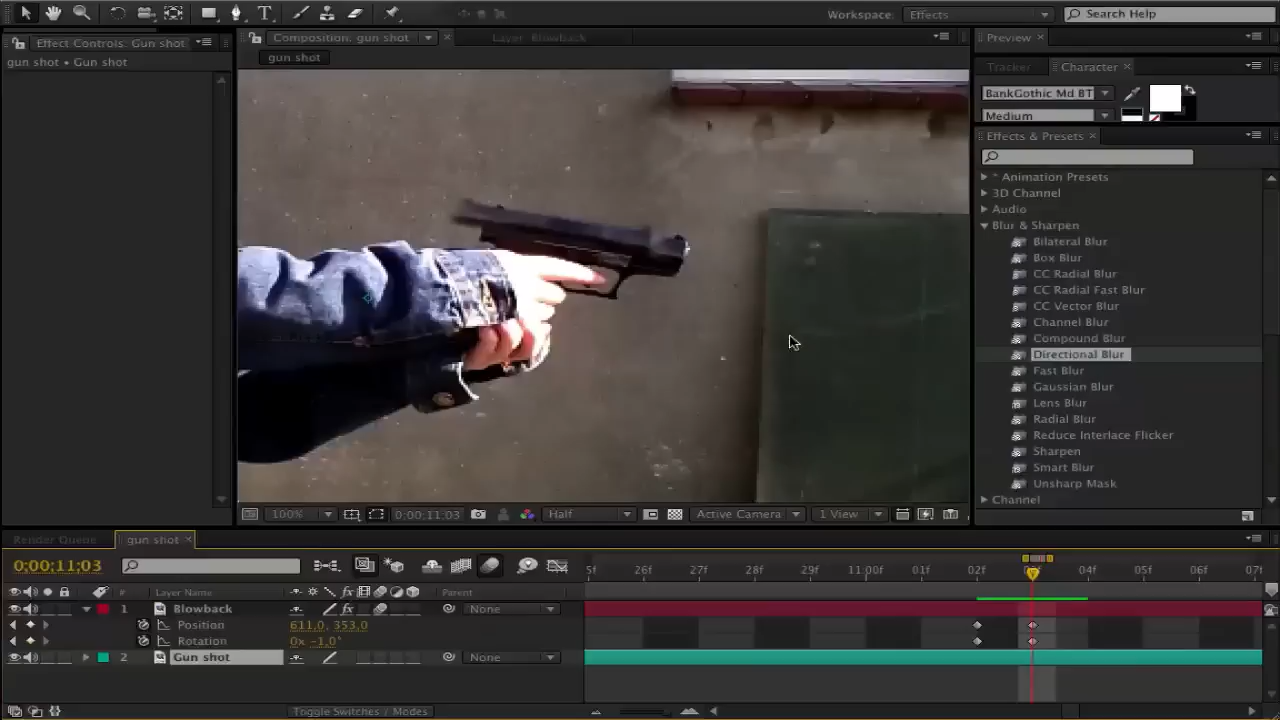 Workspace: Effects Search Help
Effect Controls: Gun shot
gun shot • Gun shot
Composition: gun shot
Layer: Blowback
gun shot
Preview
Tracker Character
BankGothic Md BT
Medium
Effects & Presets
* Animation Presets
3D Channel
Audio
Blur & Sharpen
Bilateral Blur
Box Blur
CC Radial Blur
CC Radial Fast Blur
CC Vector Blur
Channel Blur
Compound Blur
Directional Blur
Fast Blur
Gaussian Blur
Lens Blur
Radial Blur
Reduce Interlace Flicker
Sharpen
Smart Blur
Unsharp Mask
Channel
100% 0;00;11;03 Half Active Camera 1 View
Render Queue gun shot
0;00;11;03
5f 26f 27f 28f 29f 11:00f 01f 02f 04f 05f 06f 07f
# Layer Name fx Parent
1 Blowback fx None
Position 611.0, 353.0
Rotation 0x -1.0°
2 Gun shot None
Toggle Switches / Modes